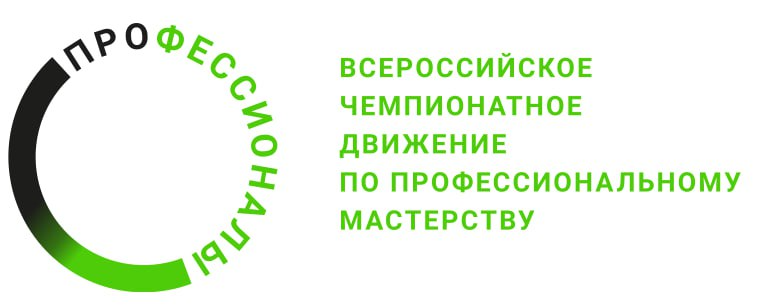 ПРОФЕССИОНАЛЫ
ВСЕРОССИЙСКОЕ
ЧЕМПИОНАТНОЕ
ДВИЖЕНИЕ
ПО ПРОФЕССИОНАЛЬНОМУ
МАСТЕРСТВУ